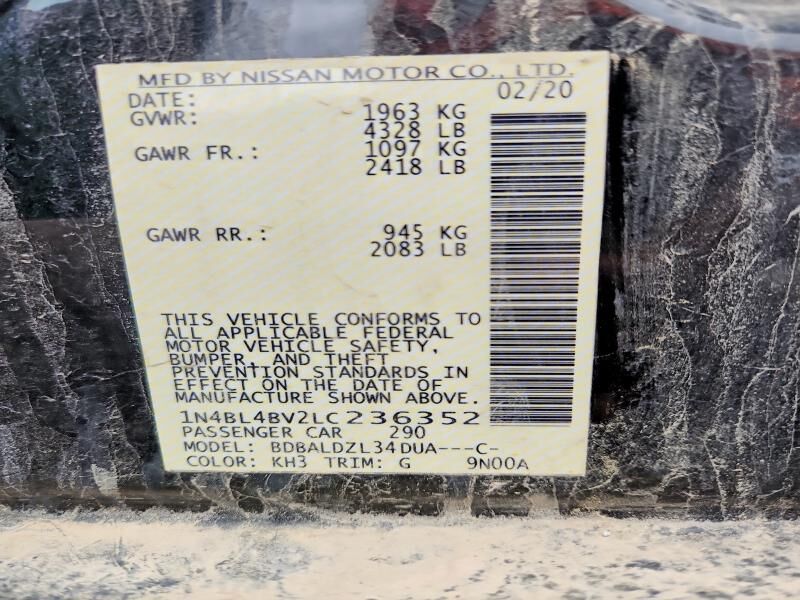 MFD BY NISSAN MOTOR CO., LTD.
DATE: 02/20
GVWR: 1963 KG
4328 LB
GAWR FR.: 1097 KG
2418 LB
GAWR RR.: 945 KG
2083 LB
THIS VEHICLE CONFORMS TO
ALL APPLICABLE FEDERAL
MOTOR VEHICLE SAFETY,
BUMPER, AND THEFT
PREVENTION STANDARDS IN
EFFECT ON THE DATE OF
MANUFACTURE SHOWN ABOVE.
1N4BL4BV2LC236352
PASSENGER CAR 290
MODEL: BDBALDZL34DUA---C-
COLOR: KH3 TRIM: G 9N00A